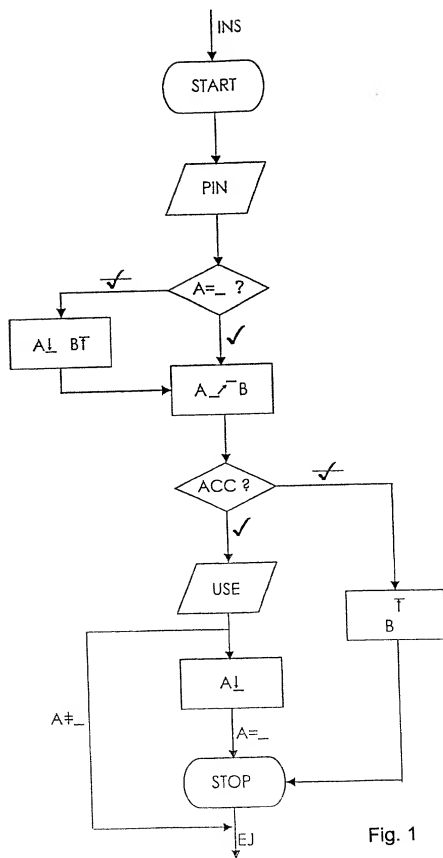 INS
START
PIN
A=_ ?
✓
✓
A↓ B↑
A_↗‾B
ACC ?
✓
✓
USE
↑
B
A↓
A≠_
A=_
STOP
EJ
Fig. 1